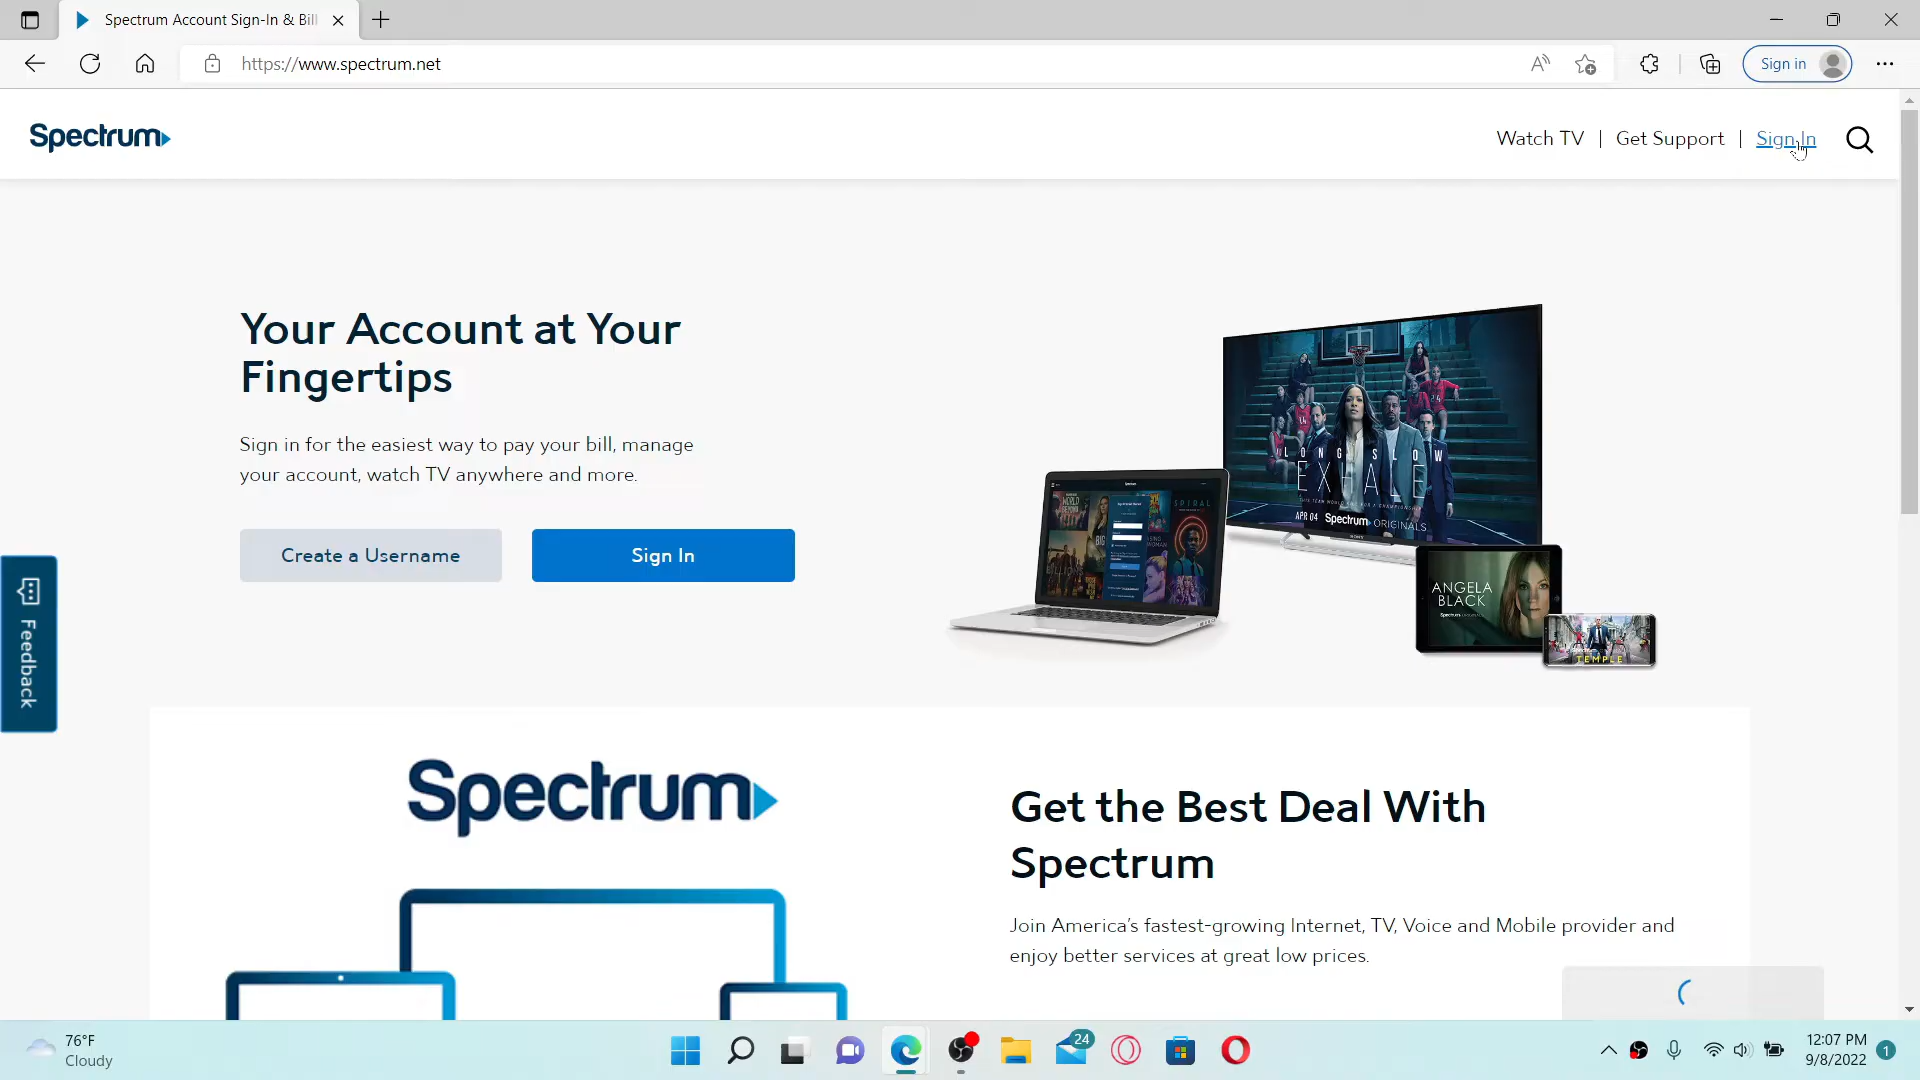 Spectrum Account Sign-In & Bil
https://www.spectrum.net
Sign in
Spectrum
Watch TV | Get Support | Sign In
Your Account at Your
Fingertips
Sign in for the easiest way to pay your bill, manage
your account, watch TV anywhere and more.
Create a Username
Sign In
LONG SLOW
EXHALE
APR 04 Spectrum ORIGINALS
ANGELA
BLACK
TEMPLE
SPIRAL
Feedback
Spectrum
Get the Best Deal With
Spectrum
Join America's fastest-growing Internet, TV, Voice and Mobile provider and
enjoy better services at great low prices.
76°F
Cloudy
24
12:07 PM
9/8/2022
1